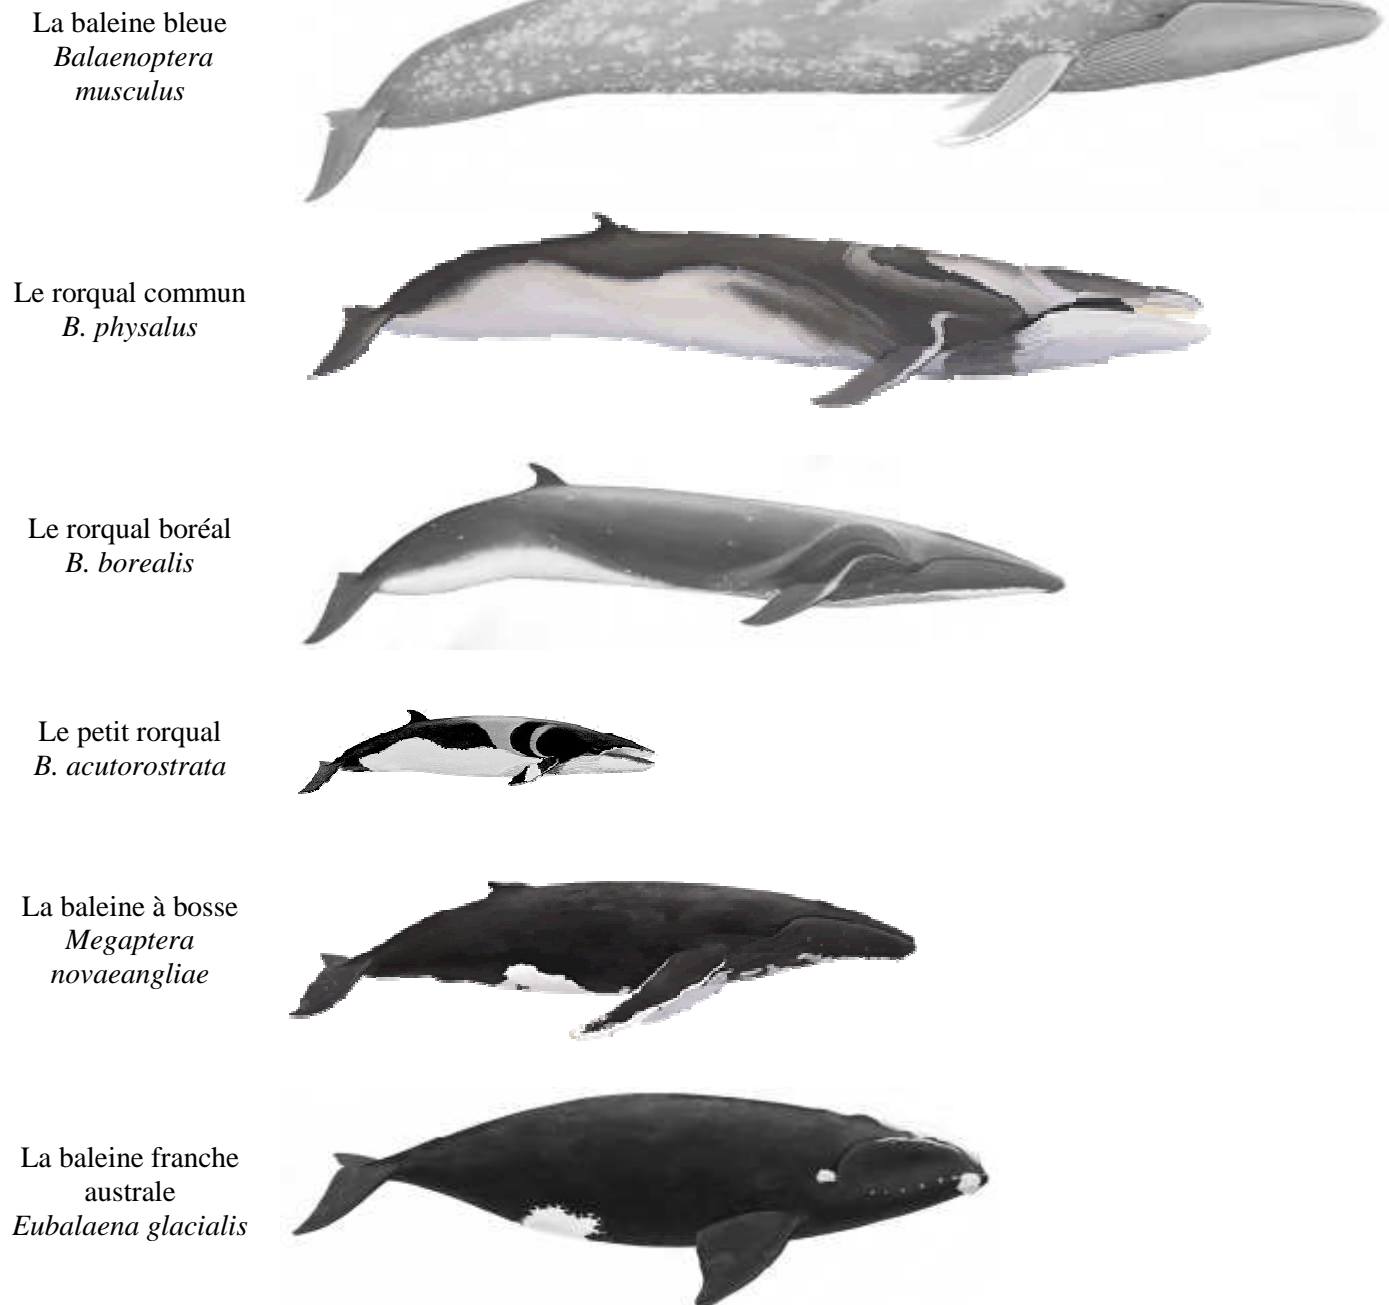 La baleine bleue
Balaenoptera
musculus
Le rorqual commun
B. physalus
Le rorqual boréal
B. borealis
Le petit rorqual
B. acutorostrata
La baleine à bosse
Megaptera
novaeangliae
La baleine franche
australe
Eubalaena glacialis